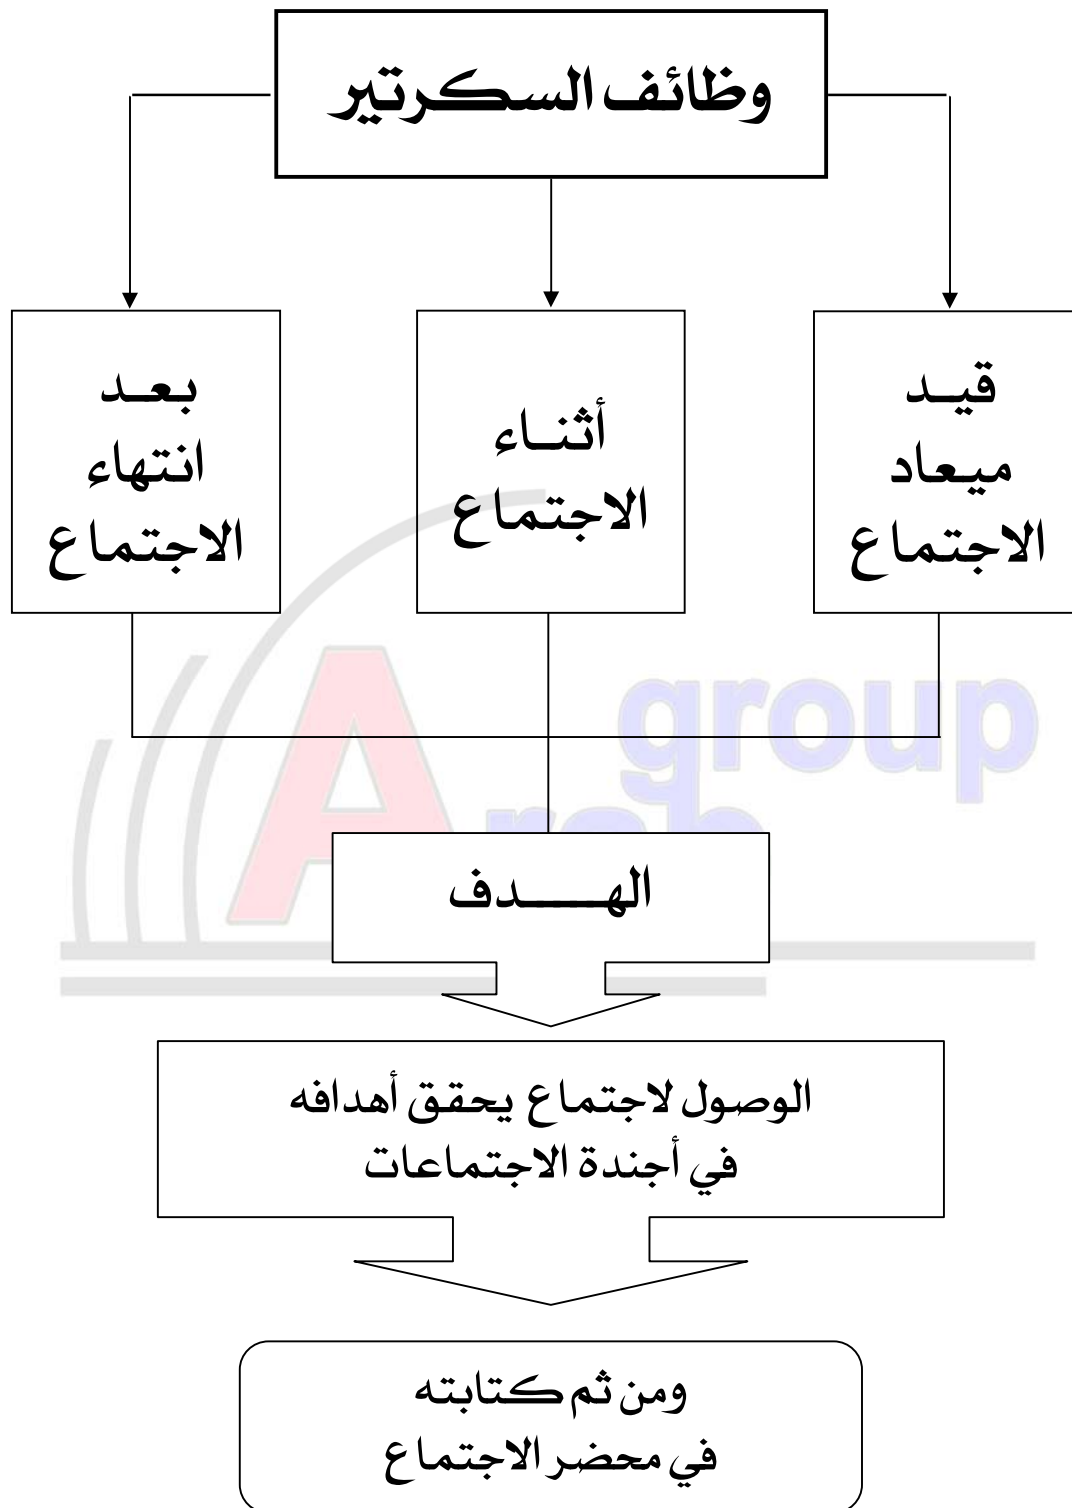 وظائف السكرتير
قيد
ميعاد
الاجتماع
أثناء
الاجتماع
بعد
انتهاء
الاجتماع
group
A
الهدف
الوصول لاجتماع يحقق أهدافه
في أجندة الاجتماعات
ومن ثم كتابته
في محضر الاجتماع